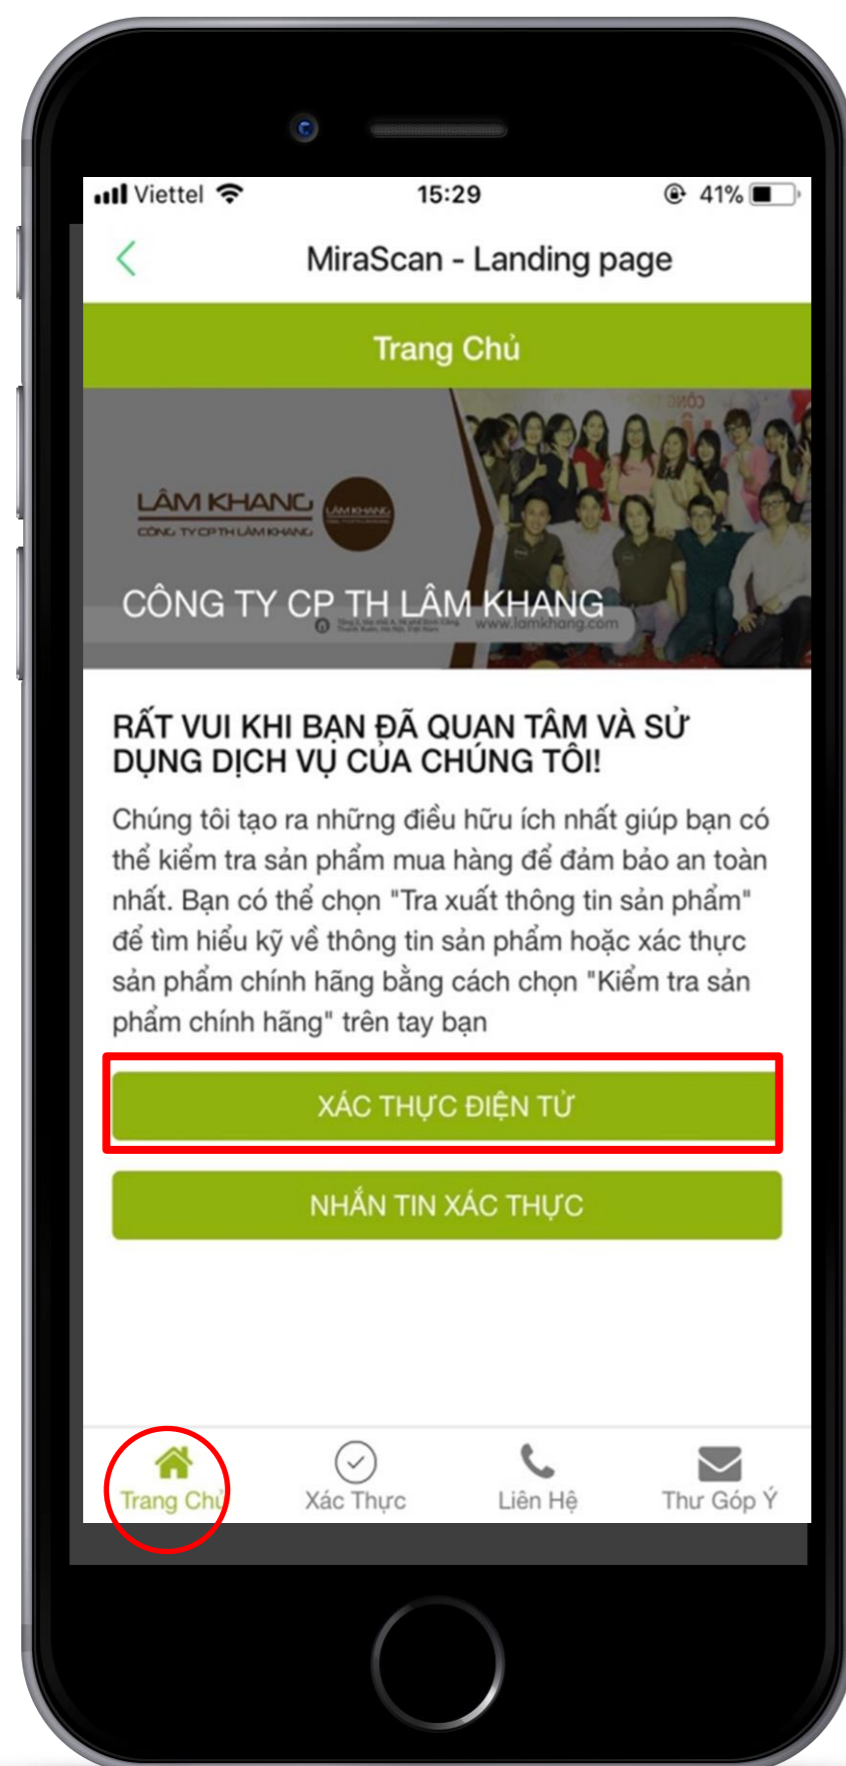 Viettel
15:29
41%
MiraScan - Landing page
Trang Chủ
CÔNG
LÂM KHANG
CÔNG TY CP TH LÂM KHANG
LÂM KHANG
CÔNG TY CP TH LÂM KHANG
www.lamkhang.com
RẤT VUI KHI BẠN ĐÃ QUAN TÂM VÀ SỬ
DỤNG DỊCH VỤ CỦA CHÚNG TÔI!
Chúng tôi tạo ra những điều hữu ích nhất giúp bạn có
thể kiểm tra sản phẩm mua hàng để đảm bảo an toàn
nhất. Bạn có thể chọn "Tra xuất thông tin sản phẩm"
để tìm hiểu kỹ về thông tin sản phẩm hoặc xác thực
sản phẩm chính hãng bằng cách chọn "Kiểm tra sản
phẩm chính hãng" trên tay bạn
XÁC THỰC ĐIỆN TỬ
NHẮN TIN XÁC THỰC
Trang Chủ
Xác Thực
Liên Hệ
Thư Góp Ý